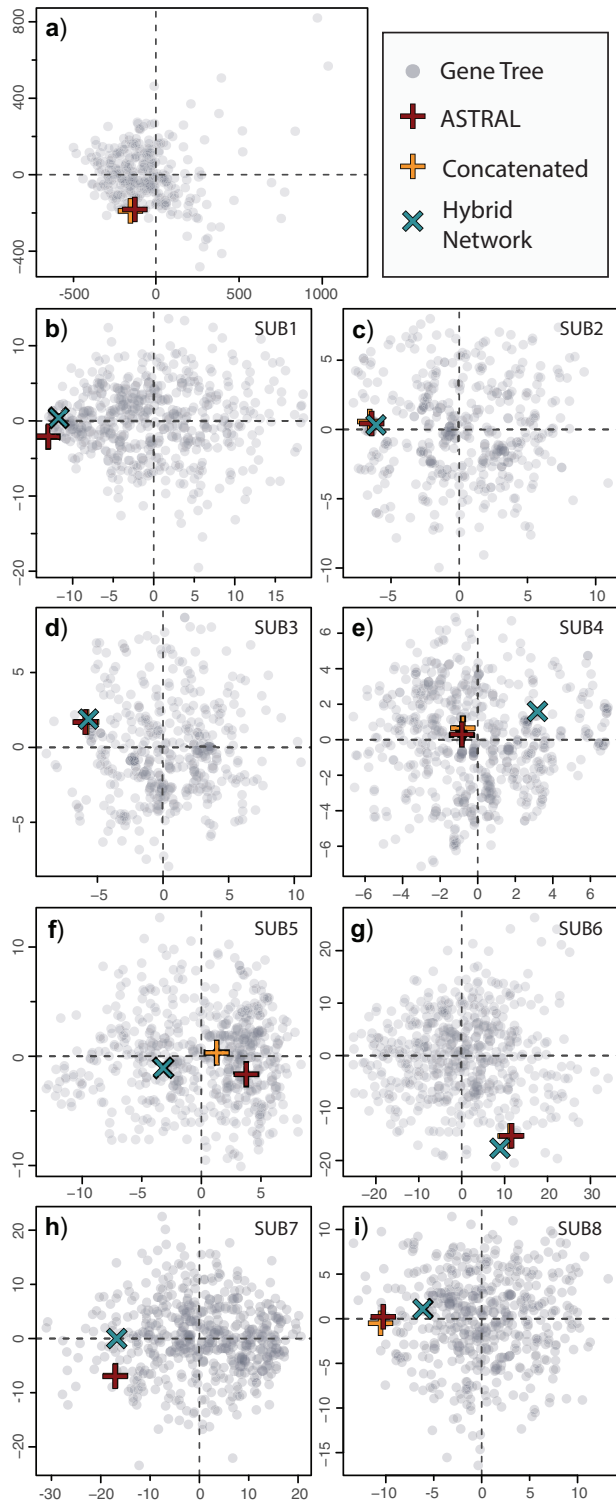 a)
800
400
0
−400
-500 0 500 1000
Gene Tree
ASTRAL
Concatenated
Hybrid
Network
b) SUB1
10
0
−10
−20
−10 −5 0 5 10 15
c) SUB2
5
0
−5
−10
−5 0 5 10
d) SUB3
5
0
−5
−5 0 5 10
e) SUB4
6
4
2
0
−2
−4
−6
−6 −4 −2 0 2 4 6
f) SUB5
10
5
0
−5
−10
−10 −5 0 5
g) SUB6
20
10
0
−10
−20
−20 −10 0 10 20 30
h) SUB7
20
10
0
−10
−20
−30 −20 −10 0 10 20
i) SUB8
10
5
0
−5
−10
−15
−10 −5 0 5 10